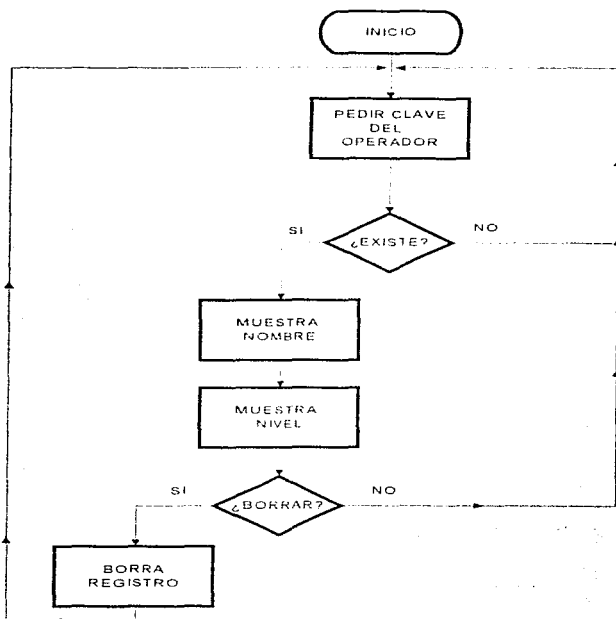 INICIO
PEDIR CLAVE
DEL
OPERADOR
SI
¿EXISTE?
NO
MUESTRA
NOMBRE
MUESTRA
NIVEL
SI
¿BORRAR?
NO
BORRA
REGISTRO